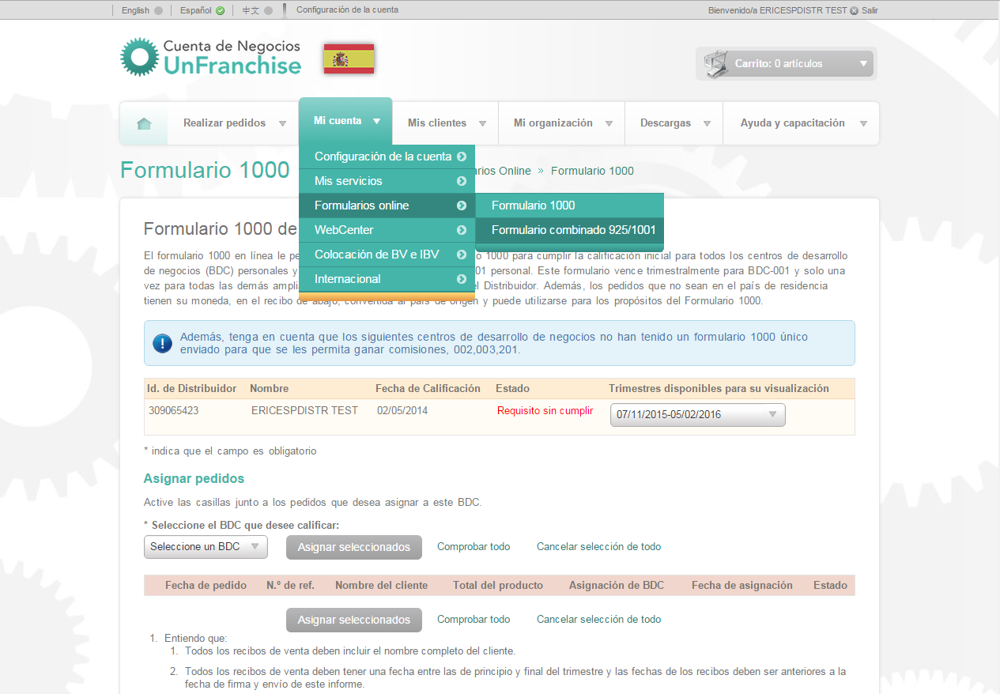 English Español 中文 Configuración de la cuenta Bienvenido/a ERICESPDISTR TEST Salir
Cuenta de Negocios
UnFranchise
Carrito: 0 artículos
Realizar pedidos Mi cuenta Mis clientes Mi organización Descargas Ayuda y capacitación
Configuración de la cuenta
Mis servicios
Formularios online
WebCenter
Colocación de BV e IBV
Internacional
Formulario 1000
Formulario combinado 925/1001
Formulario 1000 Online » Formulario 1000
Formulario 1000 de
El formulario 1000 en línea le 1000 para cumplir la calificación inicial para todos los centros de desarrollo
de negocios (BDC) personales y personal. Este formulario vence trimestralmente para BDC-001 y solo una
vez para todas las demás Distribuidor. Además, los pedidos que no sean en el país de residencia
tienen su moneda, en el recibo de abajo, convertida al país de origen y puede utilizarse para los propósitos del Formulario 1000.
Además, tenga en cuenta que los siguientes centros de desarrollo de negocios no han tenido un formulario 1000 único
enviado para que se les permita ganar comisiones, 002,003,201.
Id. de Distribuidor Nombre Fecha de Calificación Estado Trimestres disponibles para su visualización
309065423 ERICESPDISTR TEST 02/05/2014 Requisito sin cumplir 07/11/2015-05/02/2016
* indica que el campo es obligatorio
Asignar pedidos
Active las casillas junto a los pedidos que desea asignar a este BDC.
* Seleccione el BDC que desee calificar:
Seleccione un BDC Asignar seleccionados Comprobar todo Cancelar selección de todo
Fecha de pedido N.º de ref. Nombre del cliente Total del producto Asignación de BDC Fecha de asignación Estado
Asignar seleccionados Comprobar todo Cancelar selección de todo
1. Entiendo que:
1. Todos los recibos de venta deben incluir el nombre completo del cliente.
2. Todos los recibos de venta deben tener una fecha entre las de principio y final del trimestre y las fechas de los recibos deben ser anteriores a la
fecha de firma y envío de este informe.